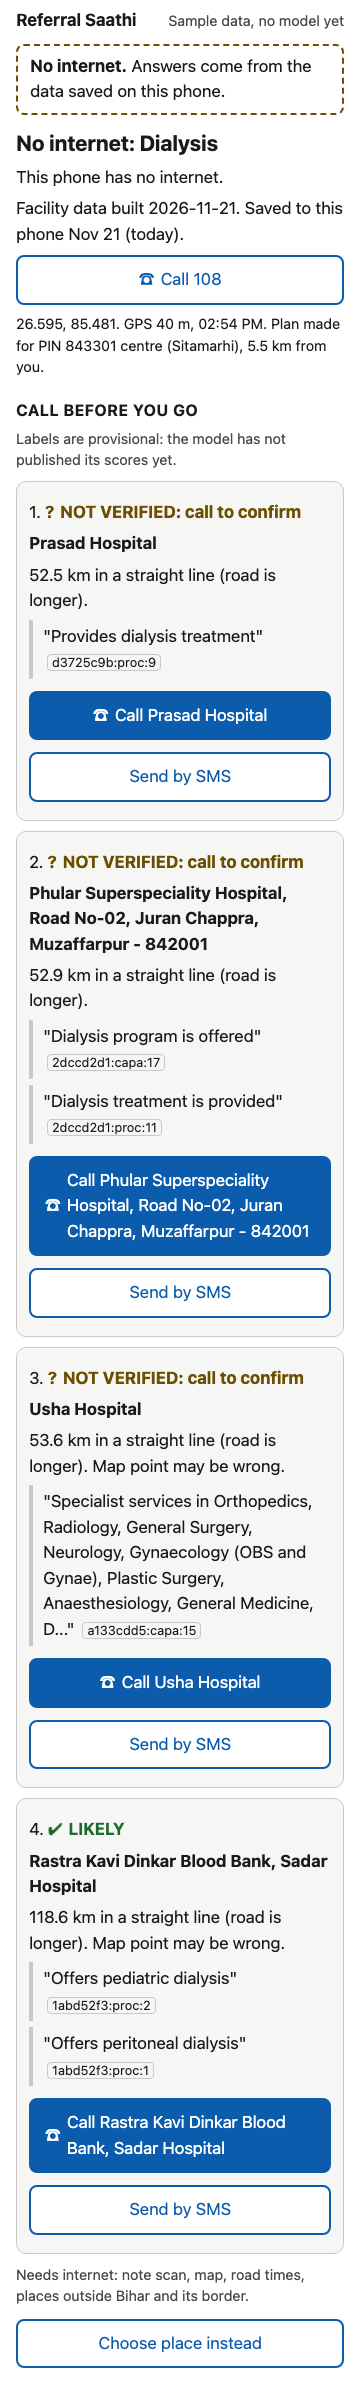 Referral Saathi
Sample data, no model yet
No internet. Answers come from the
data saved on this phone.
No internet: Dialysis
This phone has no internet.
Facility data built 2026-11-21. Saved to this
phone Nov 21 (today).
☎ Call 108
26.595, 85.481. GPS 40 m, 02:54 PM. Plan made
for PIN 843301 centre (Sitamarhi), 5.5 km from
you.
CALL BEFORE YOU GO
Labels are provisional: the model has not
published its scores yet.
1. ? NOT VERIFIED: call to confirm
Prasad Hospital
52.5 km in a straight line (road is
longer).
"Provides dialysis treatment"
d3725c9b:proc:9
☎ Call Prasad Hospital
Send by SMS
2. ? NOT VERIFIED: call to confirm
Phular Superspeciality Hospital,
Road No-02, Juran Chappra,
Muzaffarpur - 842001
52.9 km in a straight line (road is
longer).
"Dialysis program is offered"
2dccd2d1:capa:17
"Dialysis treatment is provided"
2dccd2d1:proc:11
☎ Call Phular Superspeciality
Hospital, Road No-02, Juran
Chappra, Muzaffarpur - 842001
Send by SMS
3. ? NOT VERIFIED: call to confirm
Usha Hospital
53.6 km in a straight line (road is
longer). Map point may be wrong.
"Specialist services in Orthopedics,
Radiology, General Surgery,
Neurology, Gynaecology (OBS and
Gynae), Plastic Surgery,
Anaesthesiology, General Medicine,
D..." a133cdd5:capa:15
☎ Call Usha Hospital
Send by SMS
4. ✔ LIKELY
Rastra Kavi Dinkar Blood Bank, Sadar
Hospital
118.6 km in a straight line (road is
longer). Map point may be wrong.
"Offers pediatric dialysis"
1abd52f3:proc:2
"Offers peritoneal dialysis"
1abd52f3:proc:1
☎ Call Rastra Kavi Dinkar Blood
Bank, Sadar Hospital
Send by SMS
Needs internet: note scan, map, road times,
places outside Bihar and its border.
Choose place instead